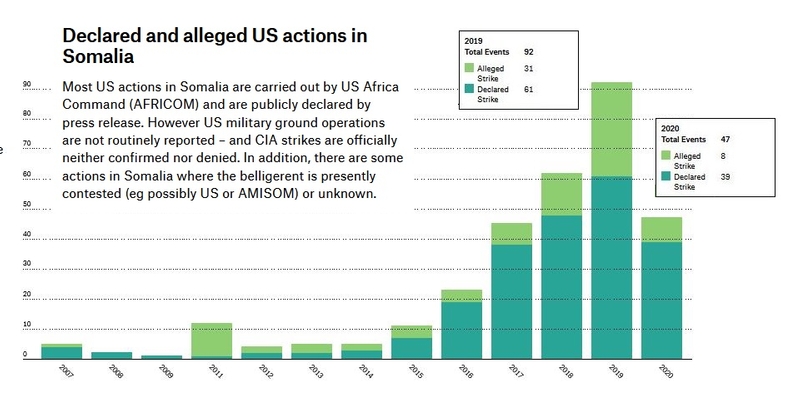 Declared and alleged US actions in
Somalia
Most US actions in Somalia are carried out by US Africa
Command (AFRICOM) and are publicly declared by
press release. However US military ground operations
are not routinely reported – and CIA strikes are officially
neither confirmed nor denied. In addition, there are some
actions in Somalia where the belligerent is presently
contested (eg possibly US or AMISOM) or unknown.
2019
Total Events 92
Alleged 31
Strike
Declared 61
Strike
2020
Total Events 47
Alleged 8
Strike
Declared 39
Strike
e
90
80
70
60
50
40
30
20
10
0
2007
2008
2009
2011
2012
2013
2014
2015
2016
2017
2018
2019
2020